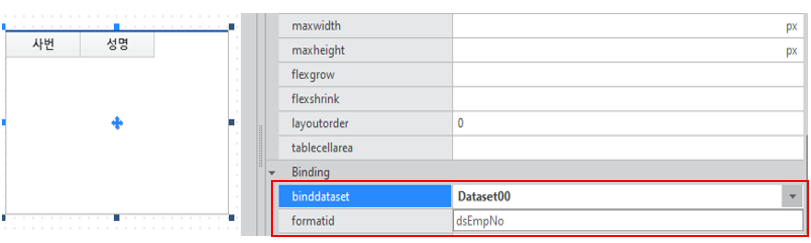 사번 성명
maxwidth px
maxheight px
flexgrow
flexshrink
layoutorder 0
tablecellarea
Binding
binddataset Dataset00
formatid dsEmpNo